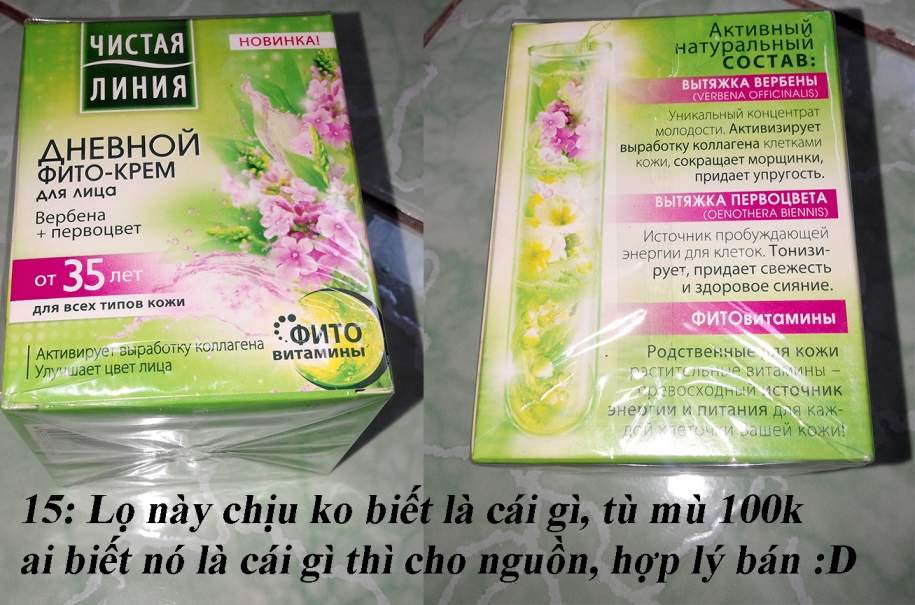 ЧИСТАЯ
ЛИНИЯ
НОВИНКА!
ДНЕВНОЙ
ФИТО-КРЕМ
для лица
Вербена
+ первоцвет
от 35 лет
для всех типов кожи
ФИТО
витамины
Активирует выработку коллагена
Улучшает цвет лица
Активный
натуральный
СОСТАВ:
ВЫТЯЖКА ВЕРБЕНЫ
(VERBENA OFFICINALIS)
Уникальный концентрат
молодости. Активизирует
выработку коллагена клетками
кожи, сокращает морщинки,
придает упругость.
ВЫТЯЖКА ПЕРВОЦВЕТА
(OENOTHERA BIENNIS)
Источник пробуждающей
энергии для клеток. Тонизи-
рует, придает свежесть
и здоровое сияние.
ФИТОвитамины
Родственные для кожи
растительные витамины –
превосходный источник
энергии и питания для каж-
дой клеточки вашей кожи!
15: Lọ này chịu ko biết là cái gì, tù mù 100k
ai biết nó là cái gì thì cho nguồn, hợp lý bán :D